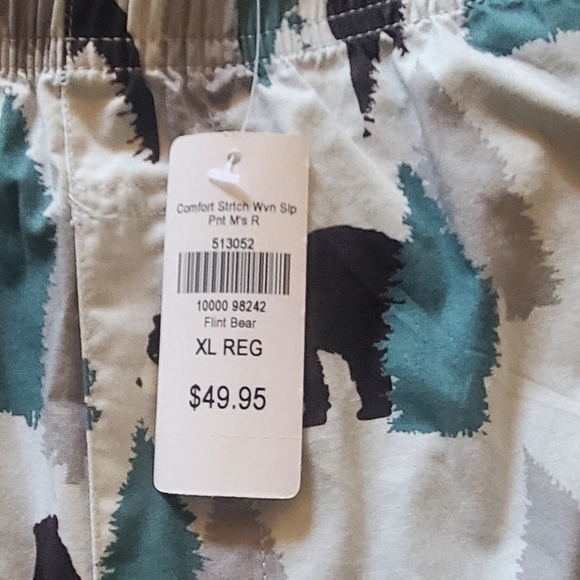 Comfort Strtch Wvn Slp
Pnt M's R
513052
10000 98242
Flint Bear
XL REG
$49.95